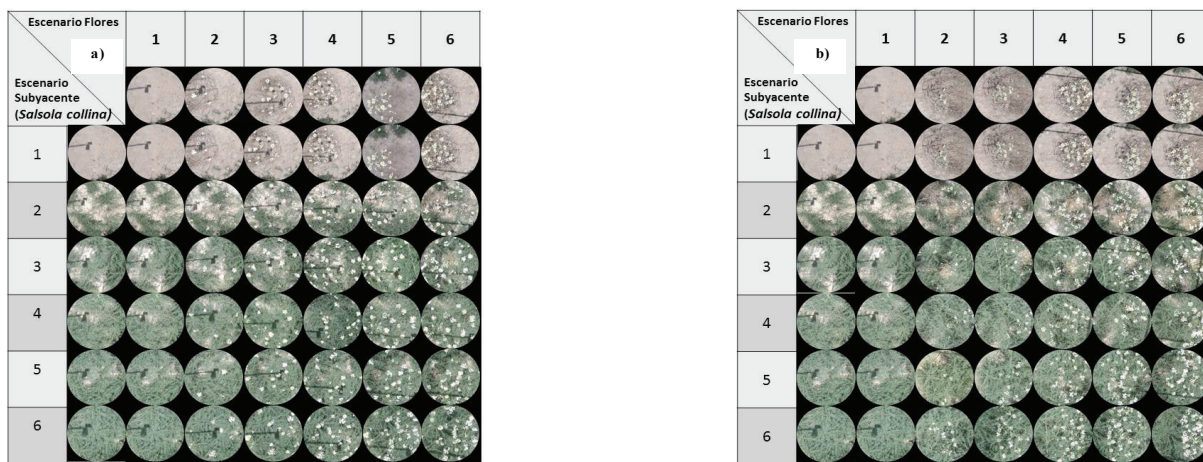 Escenario Flores
a)
Escenario
Subyacente
(Salsola collina)
1 2 3 4 5 6
1
2
3
4
5
6
Escenario Flores
b)
Escenario
Subyacente
(Salsola collina)
1 2 3 4 5 6
1
2
3
4
5
6